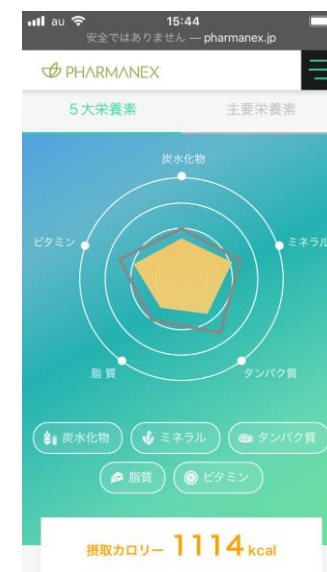 au 15:44
安全ではありません — pharmanex.jp
PHARMANEX
5大栄養素 主要栄養素
炭水化物
ビタミン ミネラル
脂質 タンパク質
炭水化物 ミネラル タンパク質
脂質 ビタミン
摂取カロリー 1114 kcal